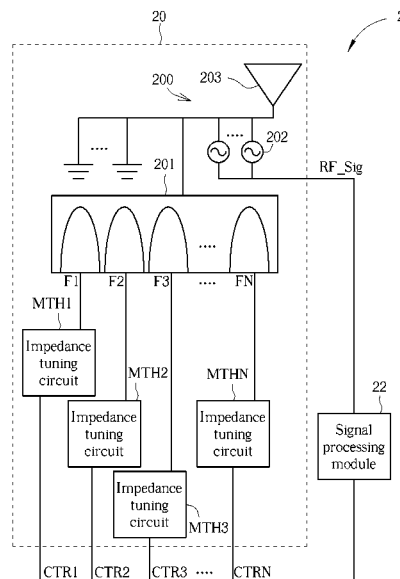 20
2
203
200
202
RF_Sig
201
F1 F2 F3 .... FN
MTH1
Impedance
tuning
circuit
MTH2
Impedance
tuning
circuit
MTHN
Impedance
tuning
circuit
22
Signal
processing
module
Impedance
tuning
circuit
MTH3
CTR1 CTR2 CTR3 .... CTRN